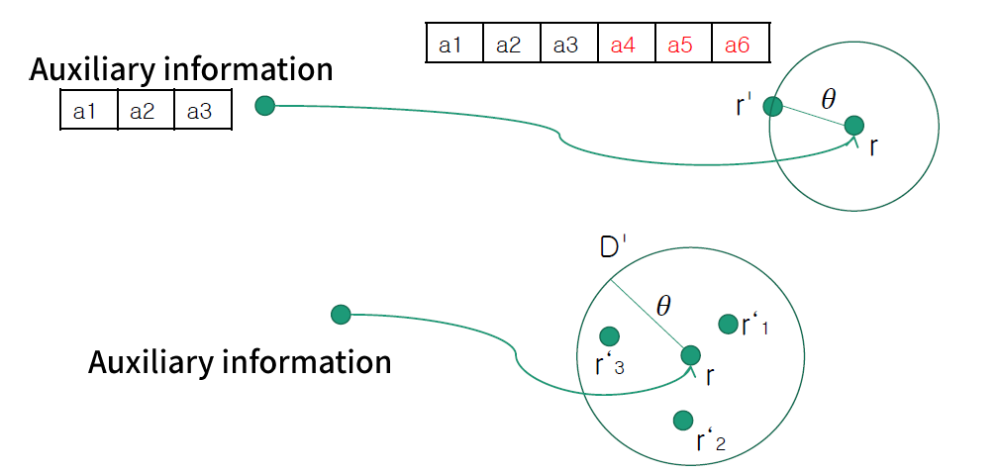 a1 a2 a3 a4 a5 a6
Auxiliary information
a1 a2 a3
r' θ
r
D'
θ
r‘1
r‘3
r
Auxiliary information
r‘2